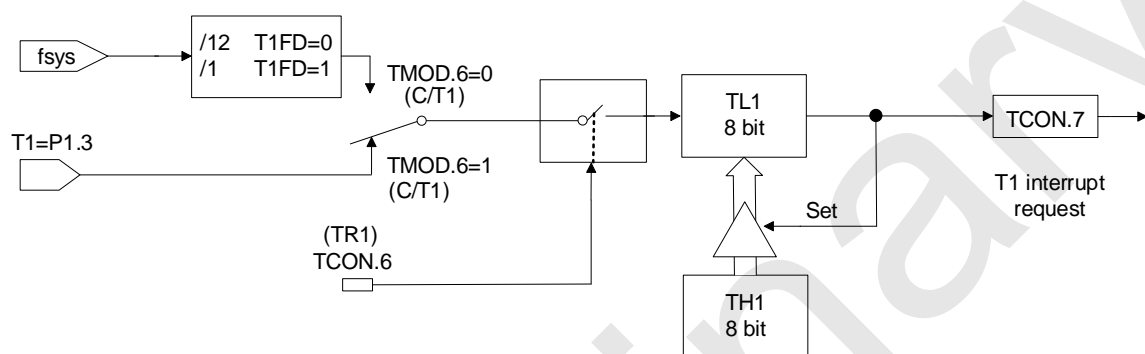 fsys
/12 T1FD=0
/1 T1FD=1
TMOD.6=0
(C/T1)
T1=P1.3
TMOD.6=1
(C/T1)
(TR1)
TCON.6
TL1
8 bit
TCON.7
T1 interrupt
request
Set
TH1
8 bit